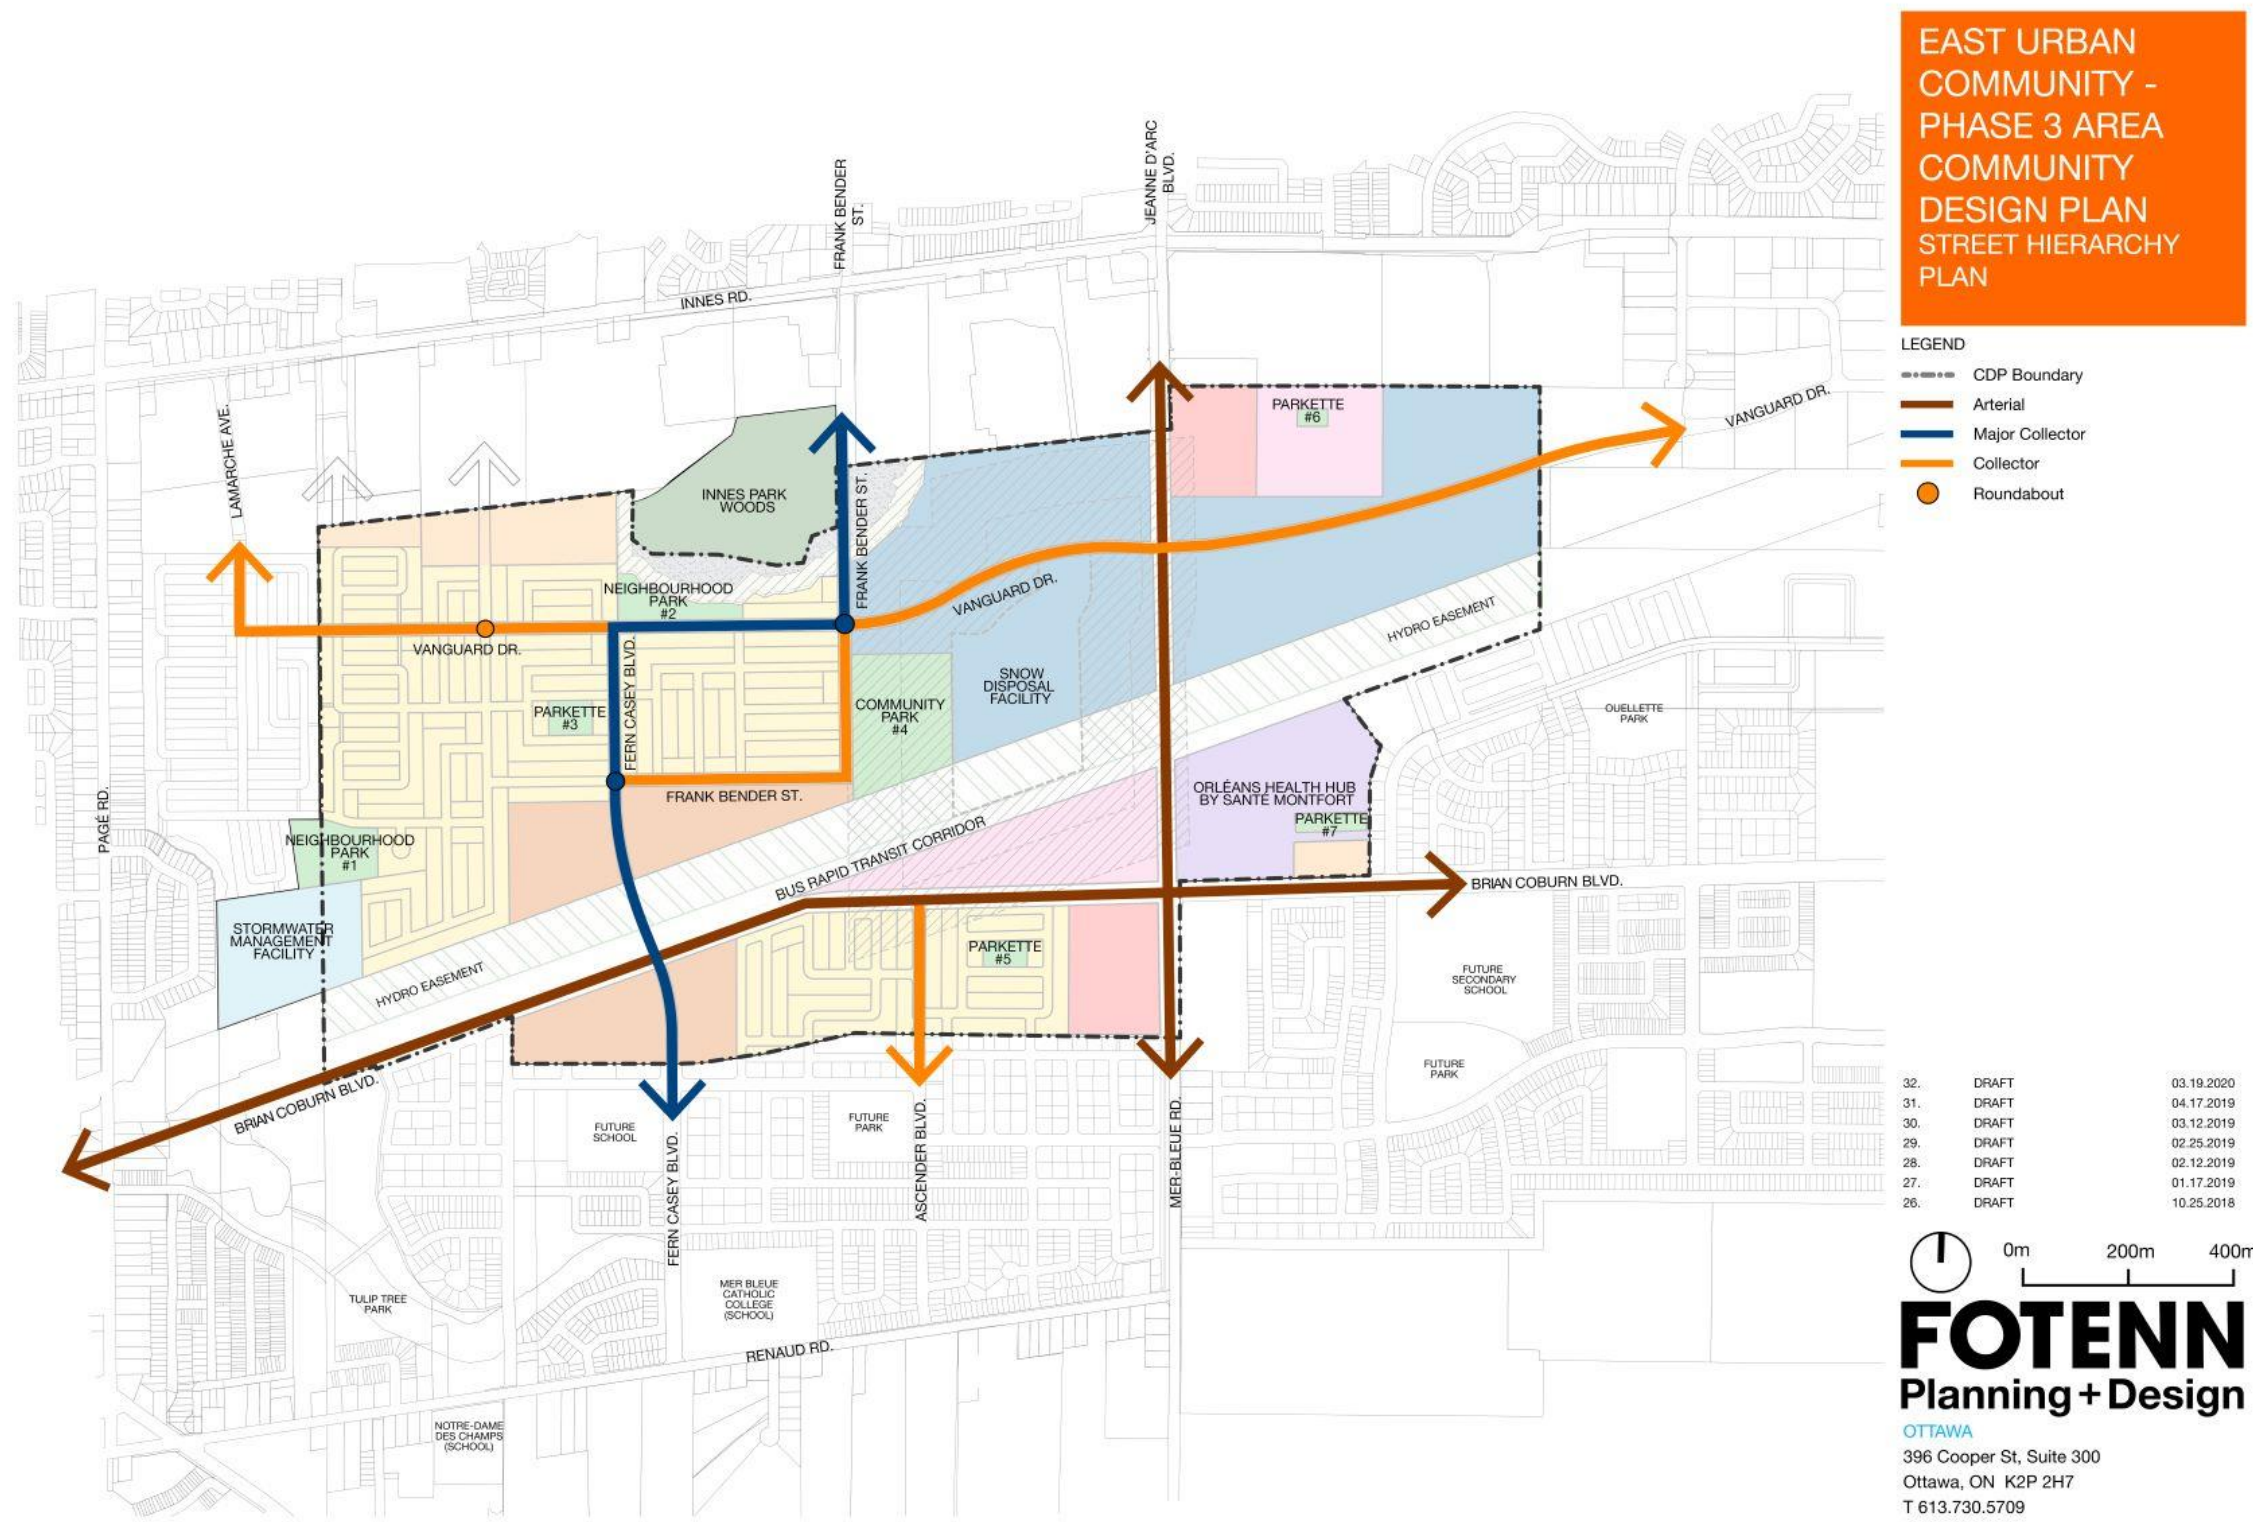 EAST URBAN
COMMUNITY -
PHASE 3 AREA
COMMUNITY
DESIGN PLAN
STREET HIERARCHY
PLAN
LEGEND
CDP Boundary
Arterial
Major Collector
Collector
Roundabout
FRANK BENDER
ST.
JEANNE D'ARC
BLVD.
INNES RD.
LAMARCHE AVE.
PARKETTE
#6
VANGUARD DR.
INNES PARK
WOODS
FRANK BENDER ST.
NEIGHBOURHOOD
PARK
#2
VANGUARD DR.
HYDRO EASEMENT
VANGUARD DR.
FERN CASEY BLVD.
SNOW
DISPOSAL
FACILITY
PARKETTE
#3
COMMUNITY
PARK
#4
OUELLETTE
PARK
PAGÉ RD.
FRANK BENDER ST.
ORLÉANS HEALTH HUB
BY SANTÉ MONTFORT
PARKETTE
#7
NEIGHBOURHOOD
PARK
#1
BUS RAPID TRANSIT CORRIDOR
BRIAN COBURN BLVD.
STORMWATER
MANAGEMENT
FACILITY
HYDRO EASEMENT
PARKETTE
#5
FUTURE
SECONDARY
SCHOOL
FUTURE
PARK
BRIAN COBURN BLVD.
FUTURE
SCHOOL
FUTURE
PARK
FERN CASEY BLVD.
ASCENDER BLVD.
MER-BLEUE RD.
TULIP TREE
PARK
MER BLEUE
CATHOLIC
COLLEGE
(SCHOOL)
RENAUD RD.
NOTRE-DAME
DES CHAMPS
(SCHOOL)
32. DRAFT 03.19.2020
31. DRAFT 04.17.2019
30. DRAFT 03.12.2019
29. DRAFT 02.25.2019
28. DRAFT 02.12.2019
27. DRAFT 01.17.2019
26. DRAFT 10.25.2018
0m 200m 400m
FOTENN
Planning + Design
OTTAWA
396 Cooper St, Suite 300
Ottawa, ON K2P 2H7
T 613.730.5709